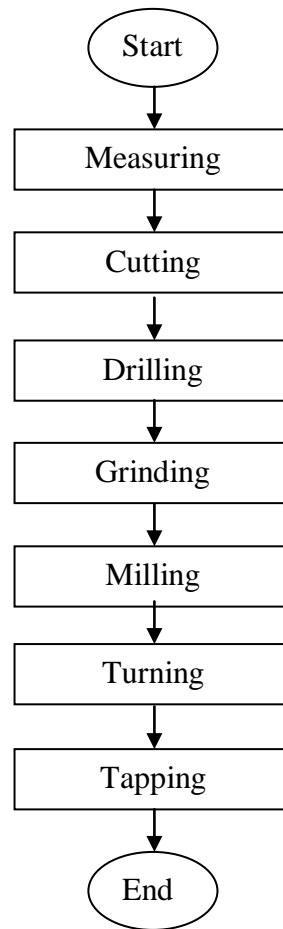 Start
Measuring
Cutting
Drilling
Grinding
Milling
Turning
Tapping
End